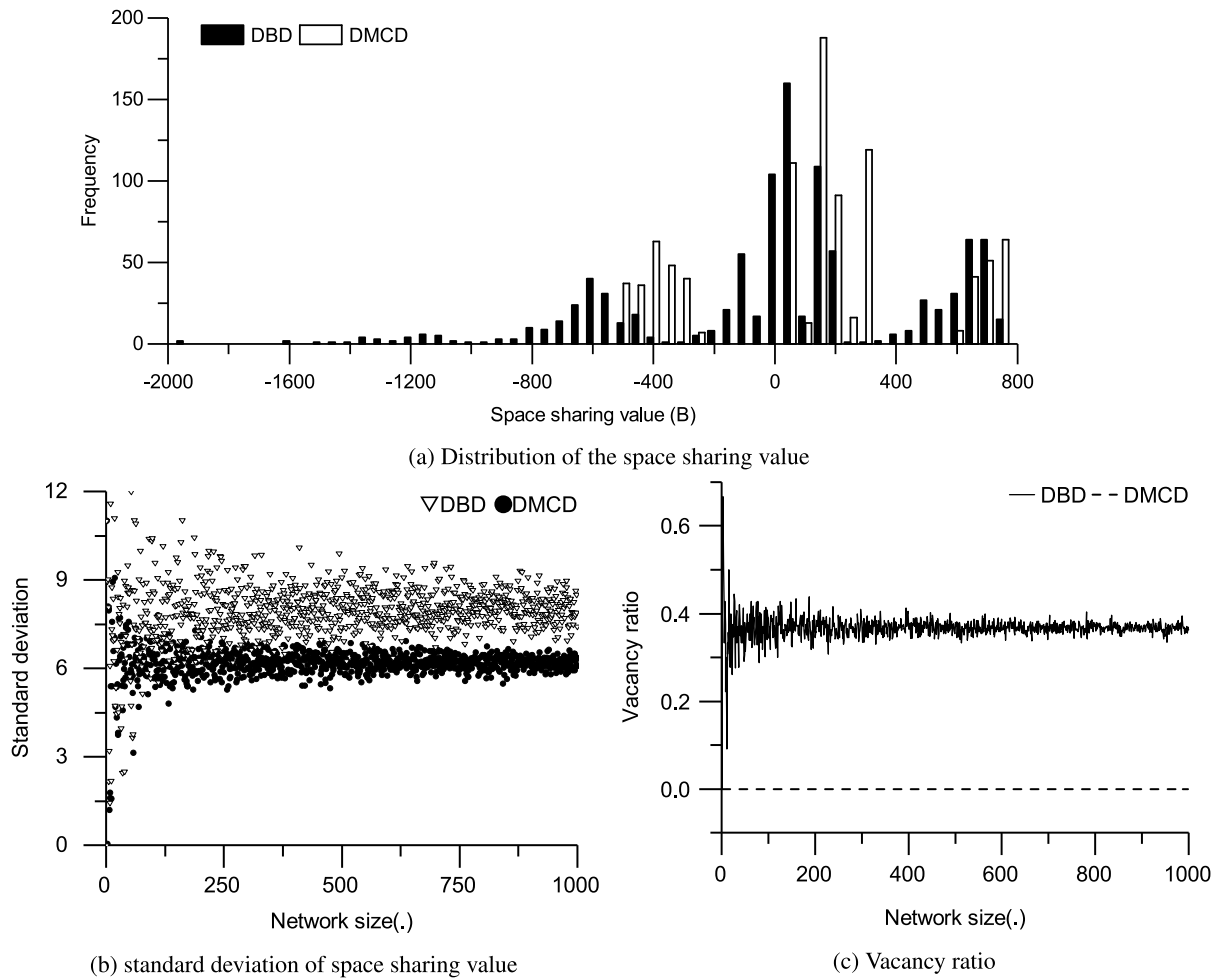 200
DBD DMCD
150
100
50
0
Frequency
-2000 -1600 -1200 -800 -400 0 400 800
Space sharing value (B)
(a) Distribution of the space sharing value
12
9
6
3
0
Standard deviation
DBD DMCD
0 250 500 750 1000
Network size(.)
(b) standard deviation of space sharing value
DBD DMCD
0.6
0.4
0.2
0.0
Vacancy ratio
0 200 400 600 800 1000
Network size(.)
(c) Vacancy ratio